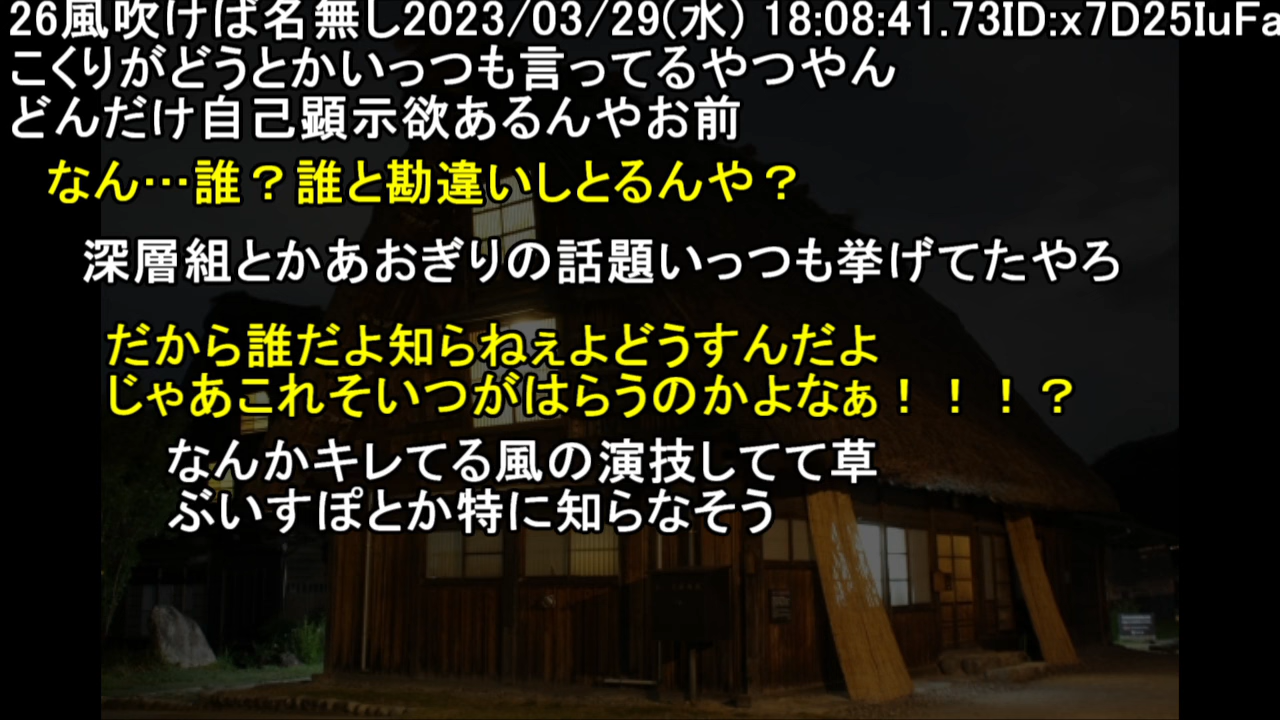 26風吹けば名無し2023/03/29(水) 18:08:41.73ID:x7D25IuFa
こくりがどうとかいっつも言ってるやつやん
どんだけ自己顕示欲あるんやお前
なん…誰？誰と勘違いしとるんや？
深層組とかあおぎりの話題いっつも挙げてたやろ
だから誰だよ知らねぇよどうすんだよ
じゃあこれそいつがはらうのかよなぁ！！！？
なんかキレてる風の演技してて草
ぶいすぽとか特に知らなそう